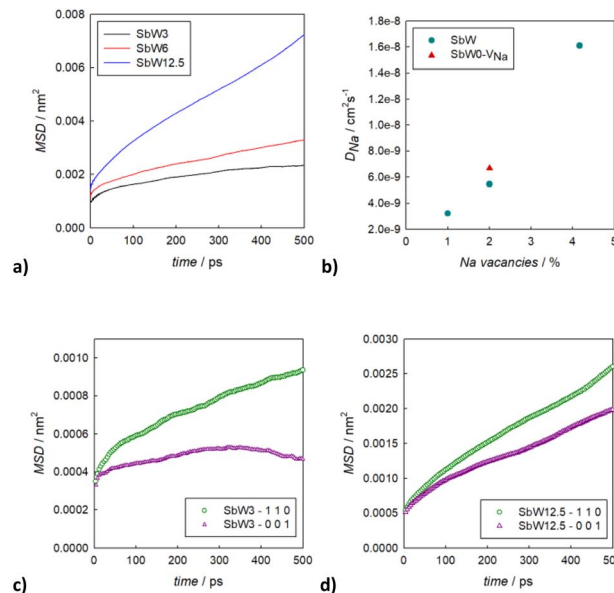 0.008
0.006
0.004
0.002
0.000
MSD / nm²
0 100 200 300 400 500
time / ps
SbW3
SbW6
SbW12.5
a)
1.8e-8
1.6e-8
1.4e-8
1.2e-8
1.0e-8
8.0e-9
6.0e-9
4.0e-9
2.0e-9
D_Na / cm²s⁻¹
0 1 2 3 4 5
Na vacancies / %
SbW
SbW0-V_Na
b)
0.0010
0.0008
0.0006
0.0004
0.0002
0.0000
MSD / nm²
0 100 200 300 400 500
time / ps
SbW3 - 1 1 0
SbW3 - 0 0 1
c)
0.0030
0.0025
0.0020
0.0015
0.0010
0.0005
0.0000
MSD / nm²
0 100 200 300 400 500
time / ps
SbW12.5 - 1 1 0
SbW12.5 - 0 0 1
d)